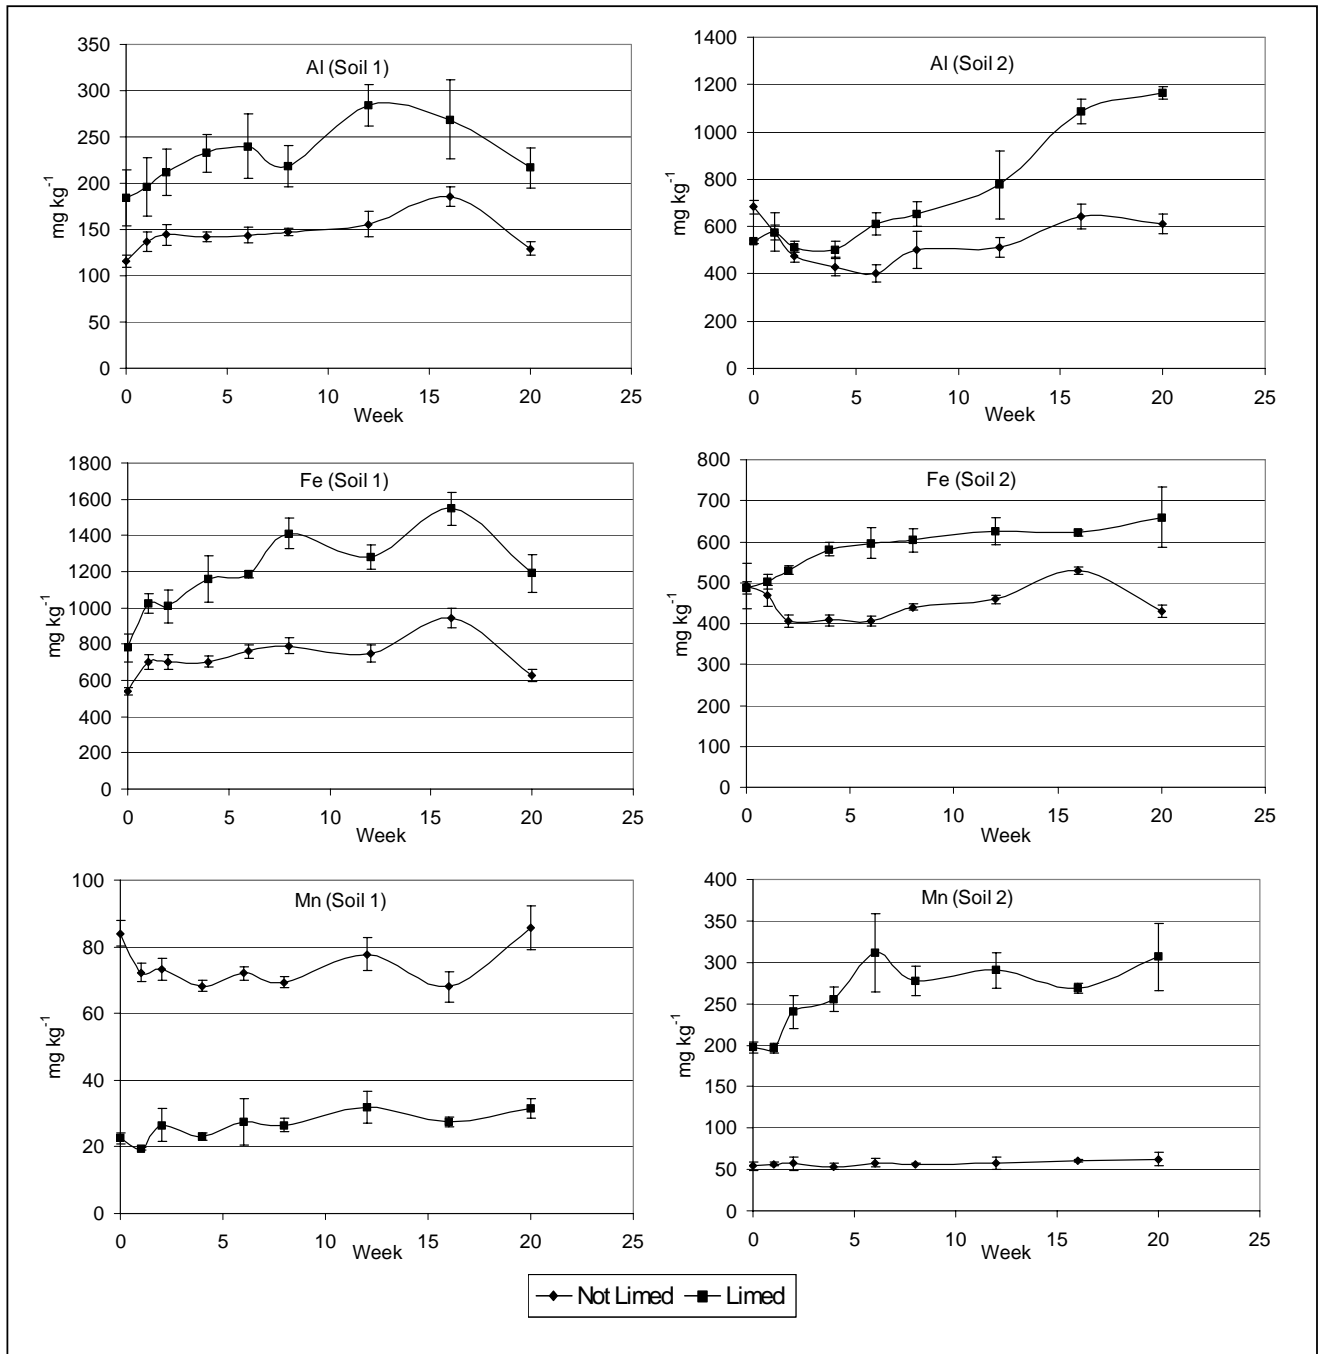 Al (Soil 1)
mg kg⁻¹
350
300
250
200
150
100
50
0
0 5 10 15 20 25
Week
Al (Soil 2)
mg kg⁻¹
1400
1200
1000
800
600
400
200
0
0 5 10 15 20 25
Week
Fe (Soil 1)
mg kg⁻¹
1800
1600
1400
1200
1000
800
600
400
200
0
0 5 10 15 20 25
Week
Fe (Soil 2)
mg kg⁻¹
800
700
600
500
400
300
200
100
0
0 5 10 15 20 25
Week
Mn (Soil 1)
mg kg⁻¹
100
80
60
40
20
0
0 5 10 15 20 25
Week
Mn (Soil 2)
mg kg⁻¹
400
350
300
250
200
150
100
50
0
0 5 10 15 20 25
Week
Not Limed Limed